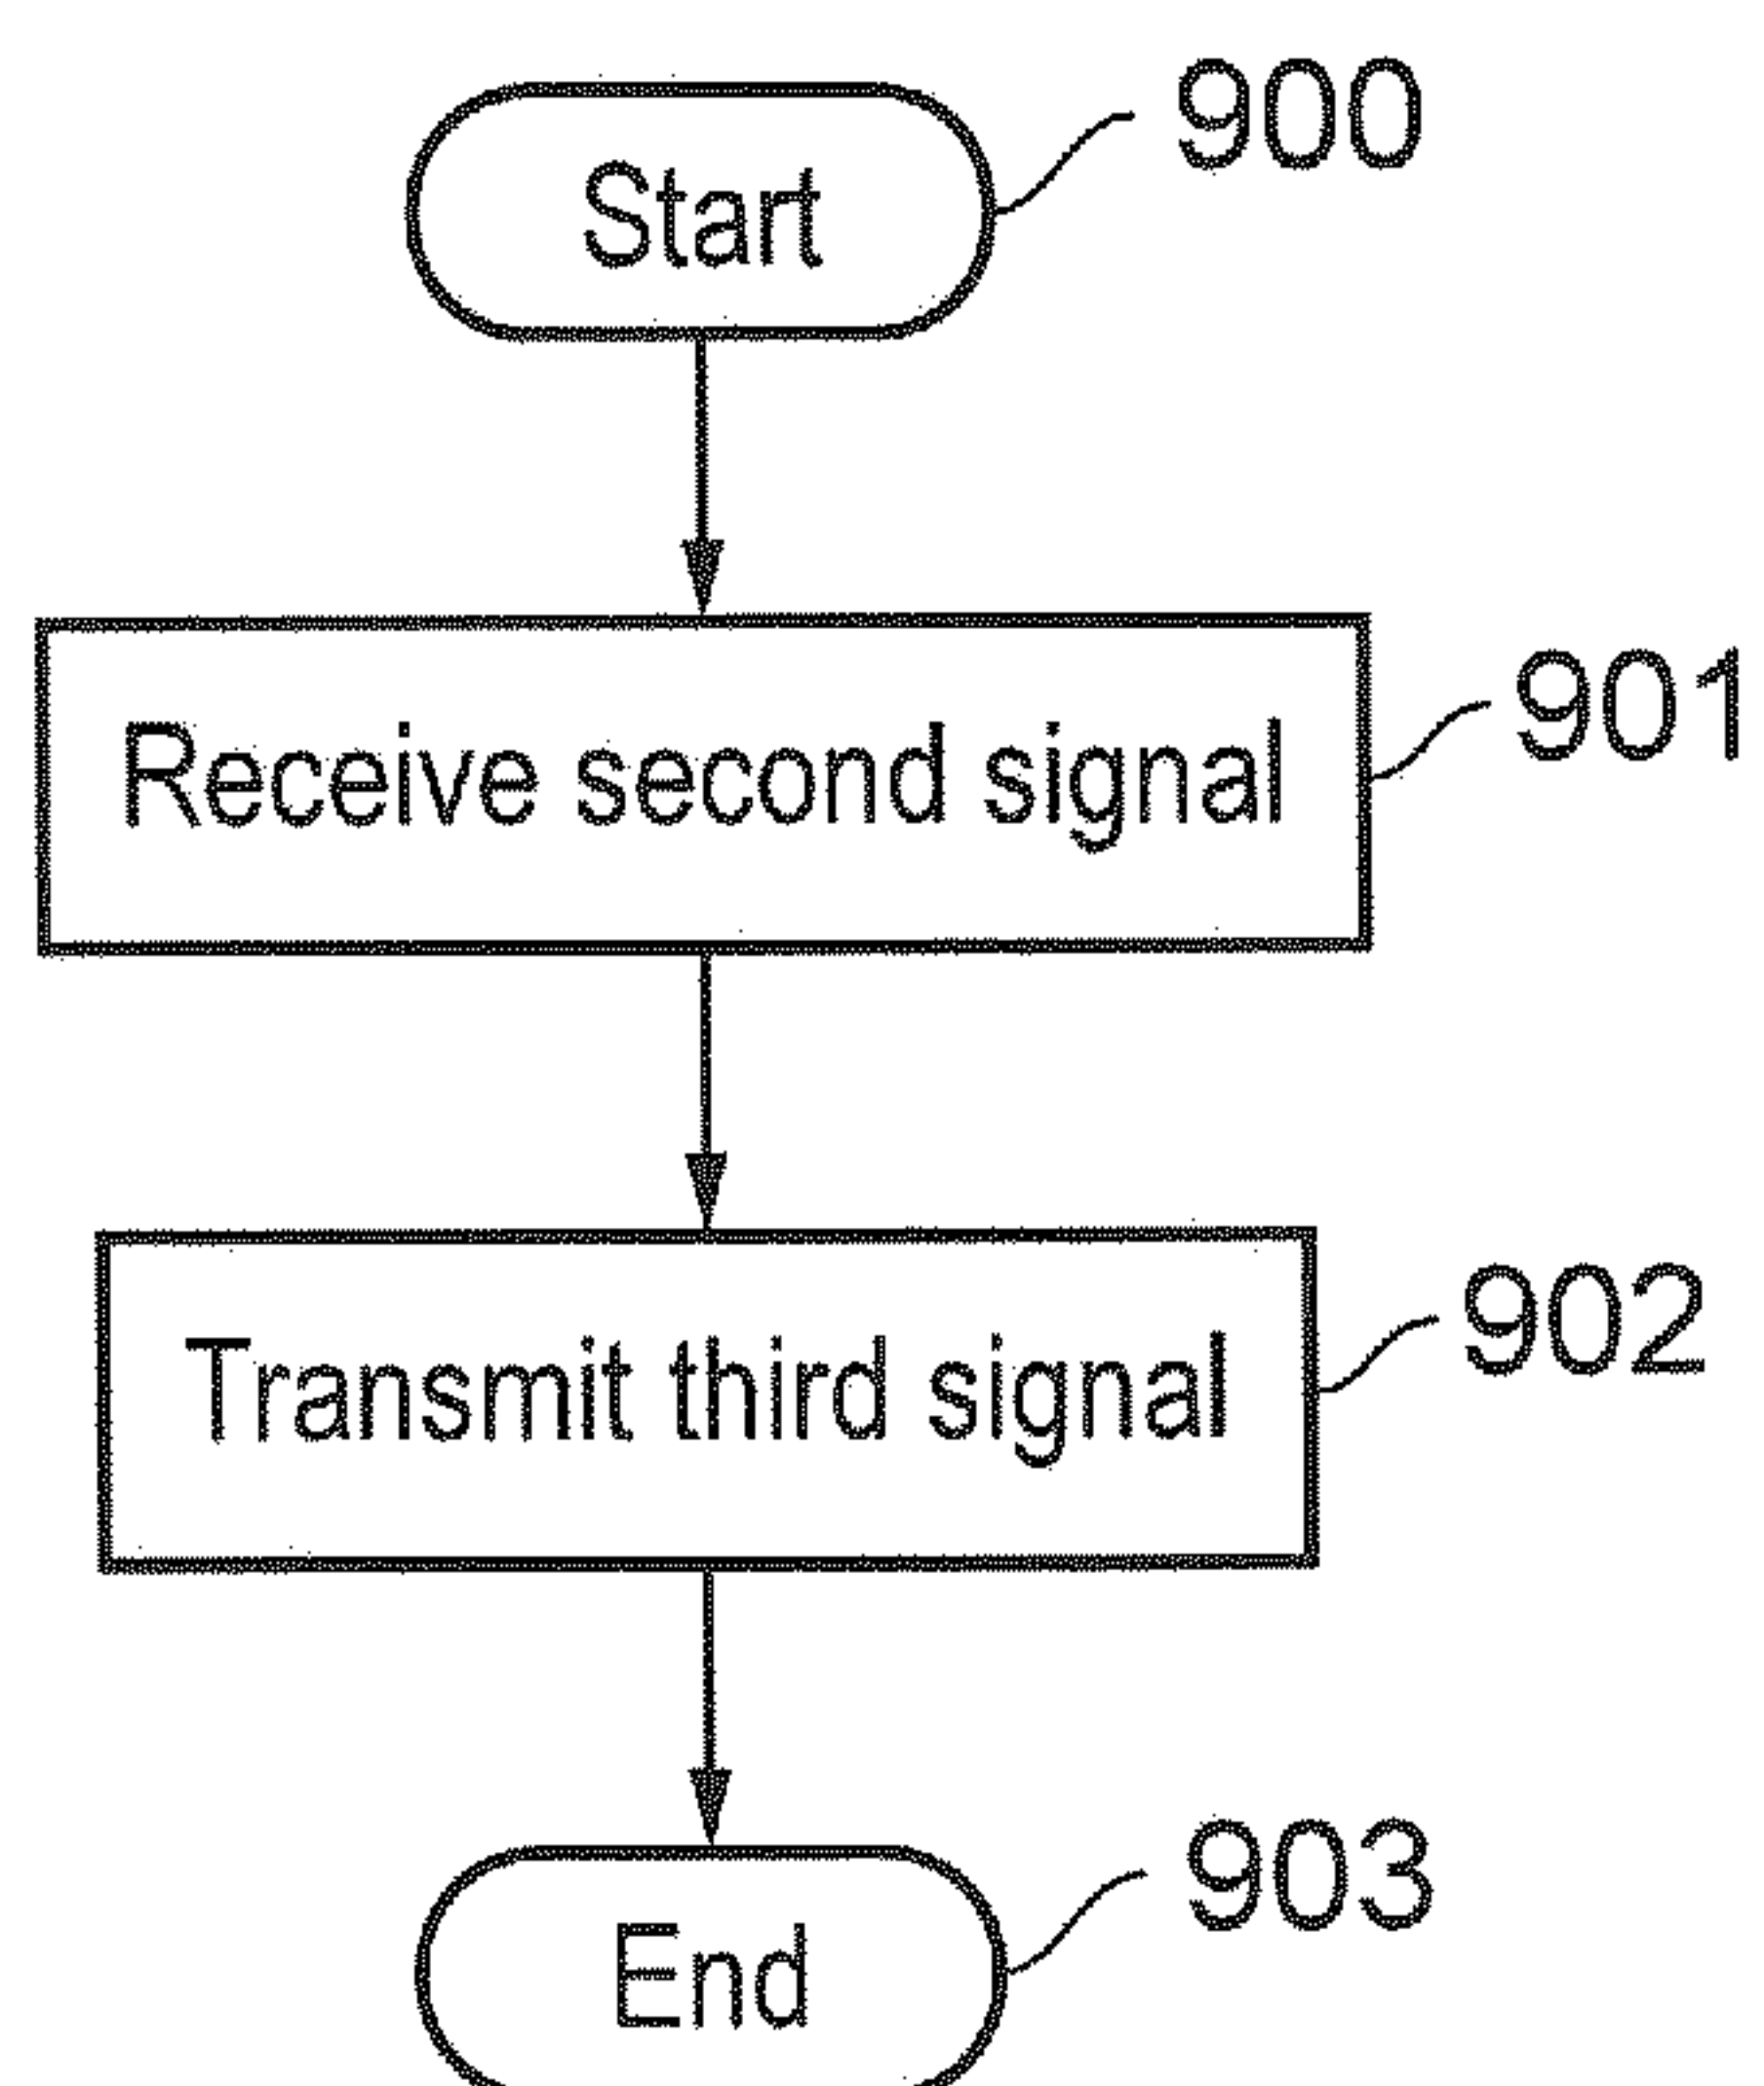 900
Start
Receive second signal
901
Transmit third signal
902
903
End